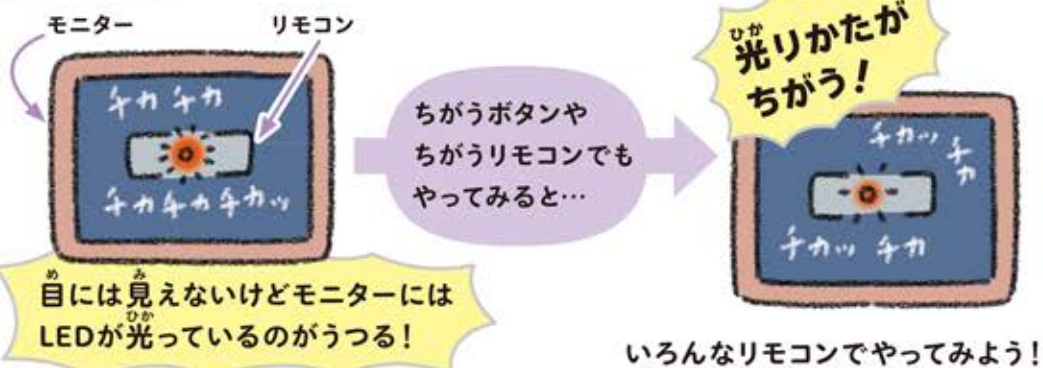 モニター
リモコン
チカ チカ
チカチカチカッ
目には見えないけどモニターには
LEDが光っているのがうつる！
ちがうボタンや
ちがうリモコンでも
やってみると…
光りかたが
ちがう！
チカッ
チカ
チカッ チカ
いろんなリモコンでやってみよう！